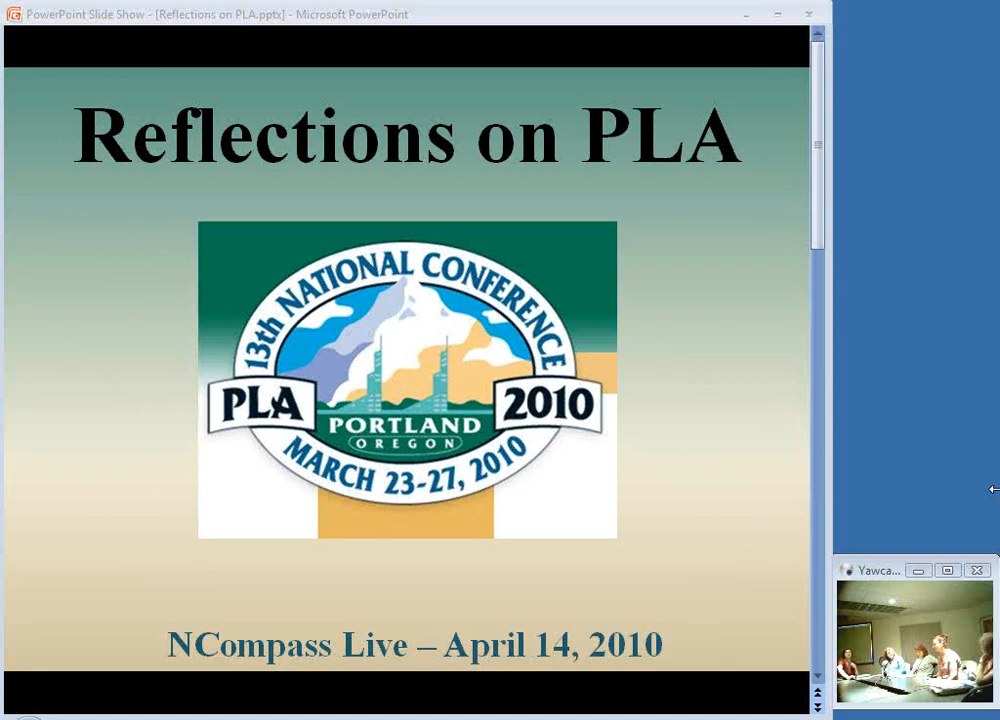 PowerPoint Slide Show - [Reflections on PLA.pptx] - Microsoft PowerPoint
Reflections on PLA
13th NATIONAL CONFERENCE
PLA
2010
PORTLAND
OREGON
MARCH 23-27, 2010
NCompass Live – April 14, 2010
Yawca...